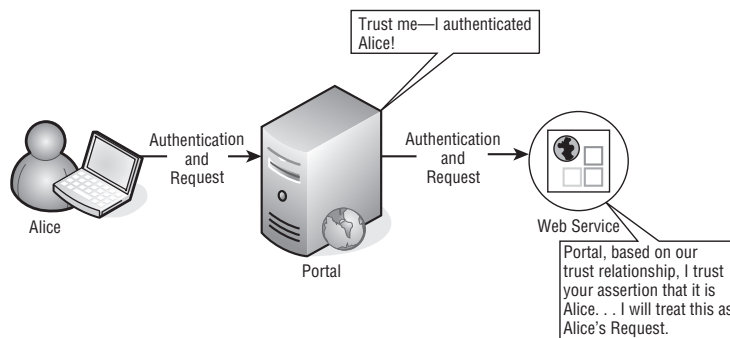 Trust me—I authenticated
Alice!
Authentication
and
Request
Authentication
and
Request
Alice
Portal
Web Service
Portal, based on our
trust relationship, I trust
your assertion that it is
Alice. . . I will treat this as
Alice's Request.